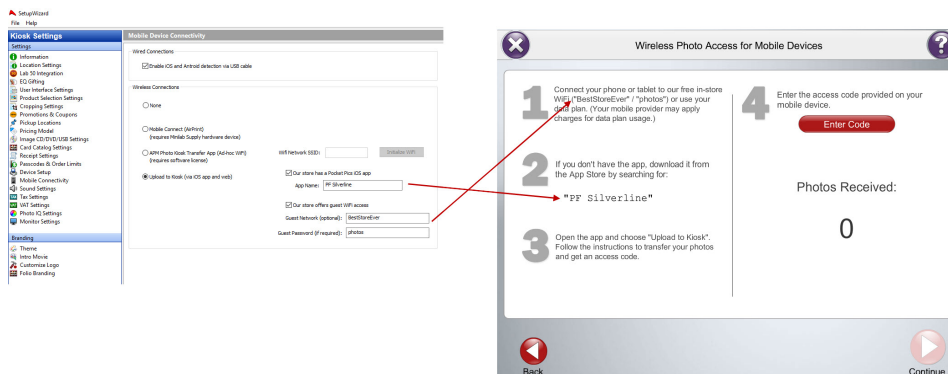 SetupWizard
File Help
Kiosk Settings
Settings
Information
Location Settings
Lab 50 Integration
EQ Gifting
User Interface Settings
Product Selection Settings
Cropping Settings
Promotions & Coupons
Pickup Locations
Pricing Model
Image CD/DVD/USB Settings
Card Catalog Settings
Receipt Settings
Passcodes & Order Limits
Device Setup
Mobile Connectivity
Sound Settings
Tax Settings
VAT Settings
Photo IQ Settings
Monitor Settings
Branding
Theme
Intro Movie
Customize Logo
Folio Branding
Mobile Device Connectivity
Wired Connections
Enable iOS and Antroid detection via USB cable
Wireless Connections
None
Mobile Connect (AirPrint)
(requires Minilab Supply hardware device)
APM Photo Kiosk Transfer App (Ad-hoc WiFi)
(requires software license)
Wifi Network SSID:
Initialize WiFi
Upload to Kiosk (via iOS app and web)
Our store has a Pocket Pics iOS app
App Name: PF Silverline
Our store offers guest WiFi access
Guest Network (optional): BestStoreEver
Guest Password (if required): photos
Wireless Photo Access for Mobile Devices
?
1
Connect your phone or tablet to our free in-store
WiFi ("BestStoreEver" / "photos") or use your
data plan. (Your mobile provider may apply
charges for data plan usage.)
2
If you don't have the app, download it from
the App Store by searching for:
"PF Silverline"
3
Open the app and choose "Upload to Kiosk".
Follow the instructions to transfer your photos
and get an access code.
4
Enter the access code provided on your
mobile device.
Enter Code
Photos Received:
0
Back
Continue